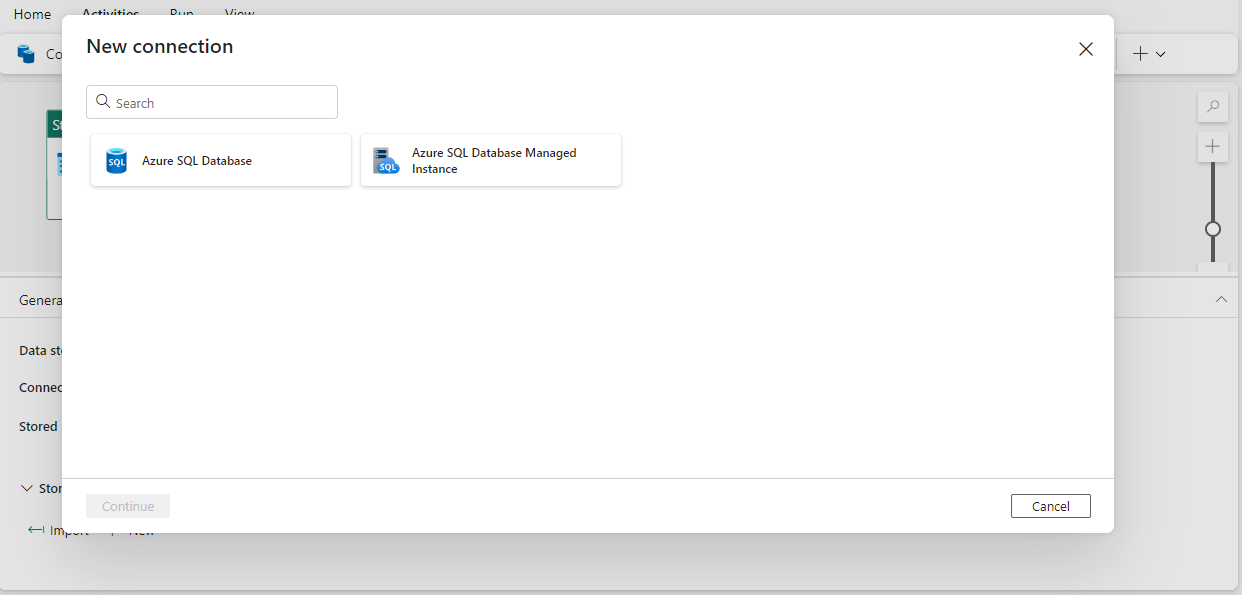 Home Activities Run View
New connection
Co
Search
St
SQL Azure SQL Database
SQL Azure SQL Database Managed
Instance
Genera
Data sto
Connec
Stored
Stor
Continue
Cancel
Import New